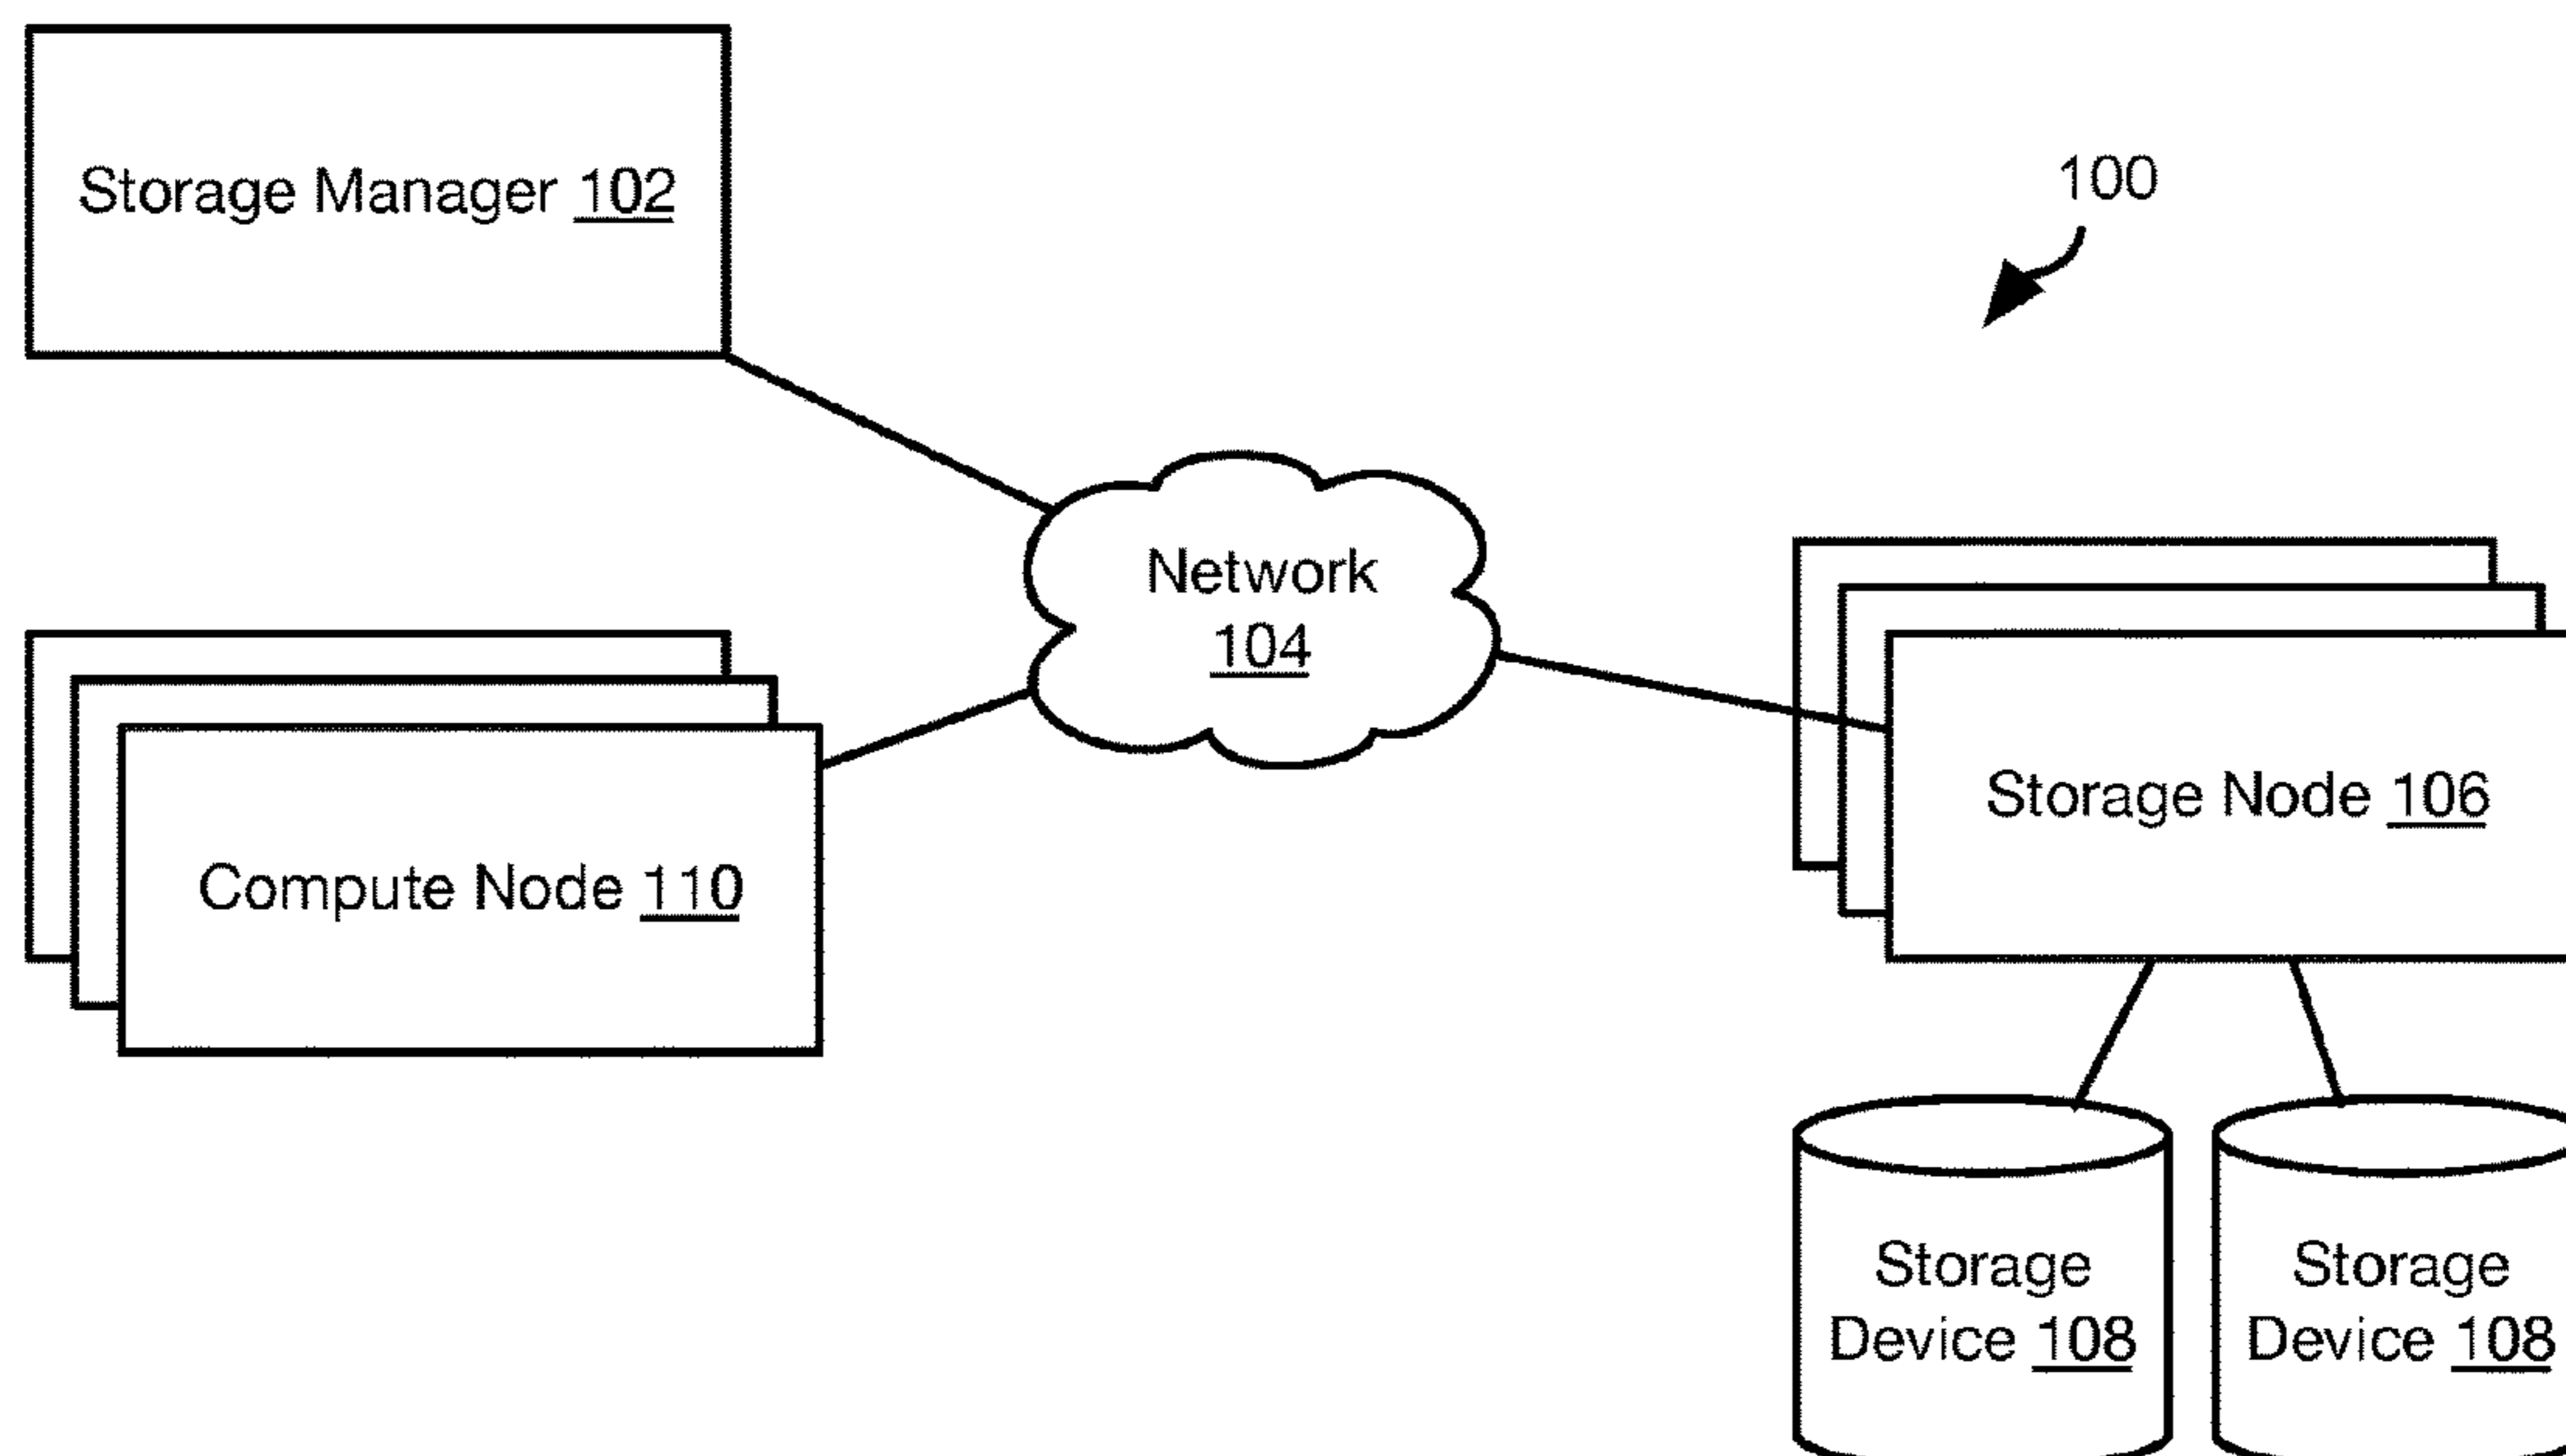 Storage Manager 102
100
Network
104
Storage Node 106
Compute Node 110
Storage
Device 108
Storage
Device 108